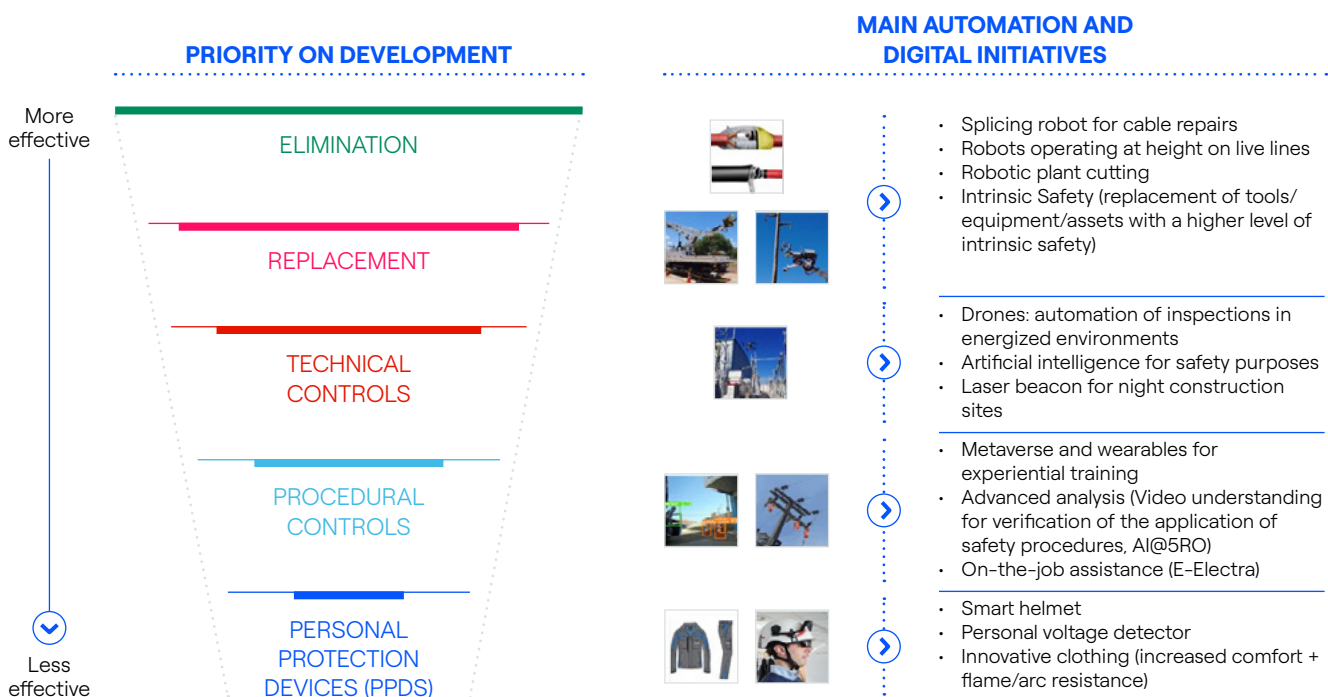 PRIORITY ON DEVELOPMENT
More
effective
ELIMINATION
REPLACEMENT
TECHNICAL
CONTROLS
PROCEDURAL
CONTROLS
PERSONAL
PROTECTION
DEVICES (PPDS)
Less
effective
MAIN AUTOMATION AND
DIGITAL INITIATIVES
• Splicing robot for cable repairs
• Robots operating at height on live lines
• Robotic plant cutting
• Intrinsic Safety (replacement of tools/
equipment/assets with a higher level of
intrinsic safety)
• Drones: automation of inspections in
energized environments
• Artificial intelligence for safety purposes
• Laser beacon for night construction
sites
• Metaverse and wearables for
experiential training
• Advanced analysis (Video understanding
for verification of the application of
safety procedures, AI@5RO)
• On-the-job assistance (E-Electra)
• Smart helmet
• Personal voltage detector
• Innovative clothing (increased comfort +
flame/arc resistance)